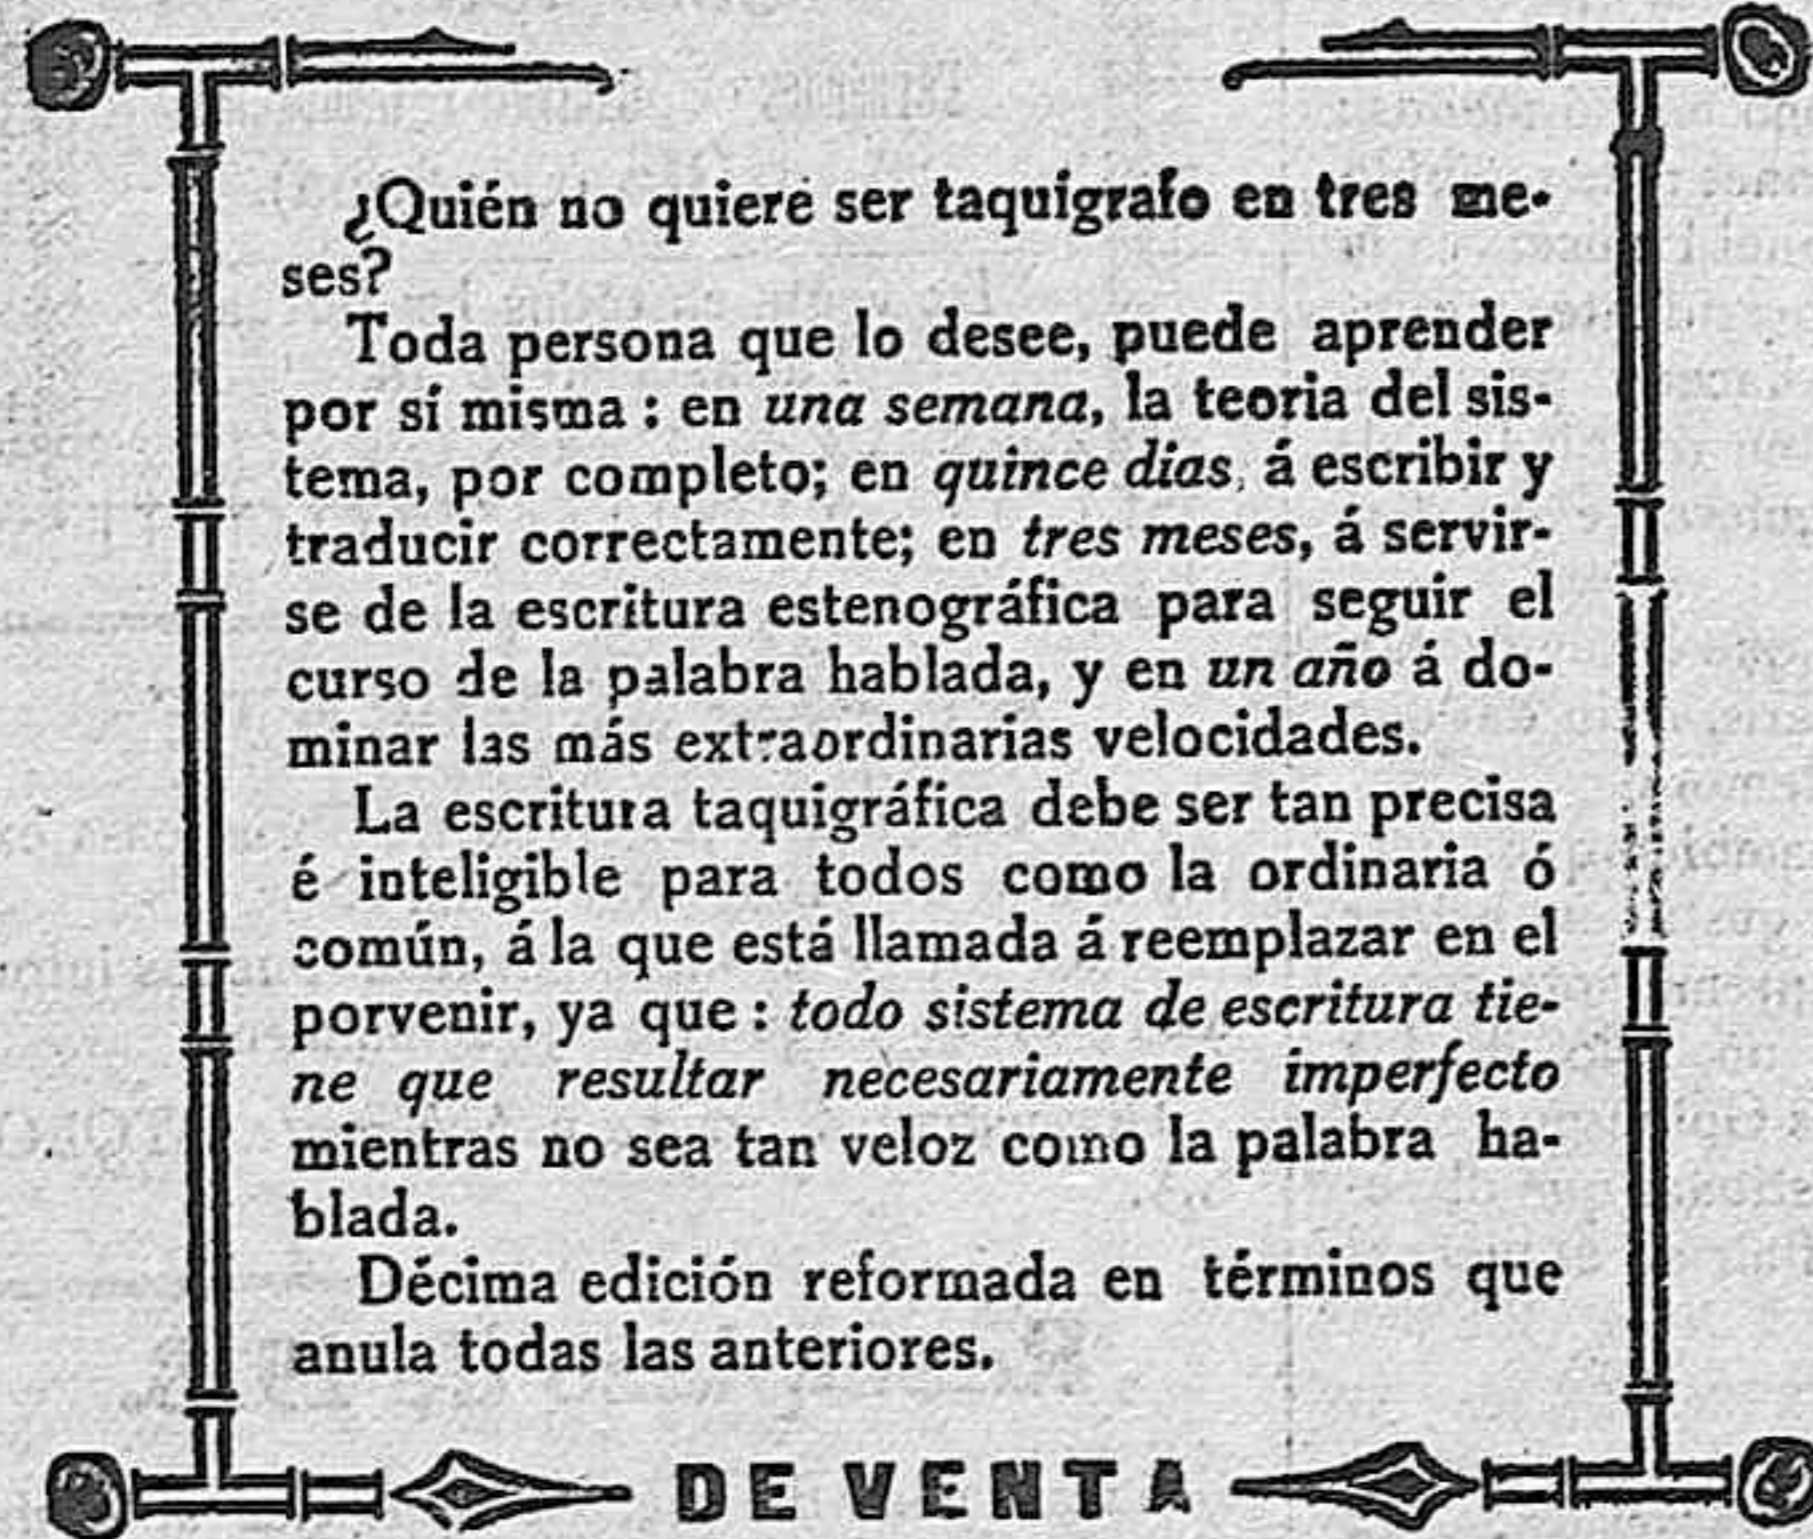 ¿Quién no quiere ser taquígrafo en tres me-
ses?
Toda persona que lo desee, puede aprender
por sí misma : en una semana, la teoria del sis-
tema, por completo; en quince dias, á escribir y
traducir correctamente; en tres meses, á servir-
se de la escritura estenográfica para seguir el
curso de la palabra hablada, y en un año á do-
minar las más extraordinarias velocidades.
La escritura taquigráfica debe ser tan precisa
é inteligible para todos como la ordinaria ó
común, á la que está llamada á reemplazar en el
porvenir, ya que : todo sistema de escritura tie-
ne que resultar necesariamente imperfecto
mientras no sea tan veloz como la palabra ha-
blada.
Décima edición reformada en términos que
anula todas las anteriores.
DE VENTA